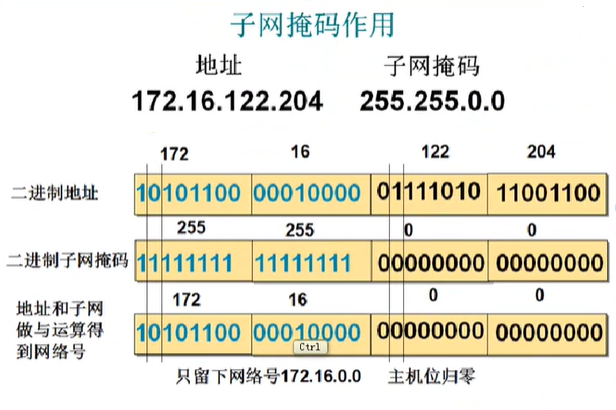 子网掩码作用
地址 子网掩码
172.16.122.204 255.255.0.0
172 16 122 204
二进制地址 10101100 00010000 01111010 11001100
255 255 0 0
二进制子网掩码 11111111 11111111 00000000 00000000
172 16 0 0
地址和子网
做与运算得
到网络号
10101100 00010000 00000000 00000000
Ctrl
只留下网络号172.16.0.0 主机位归零